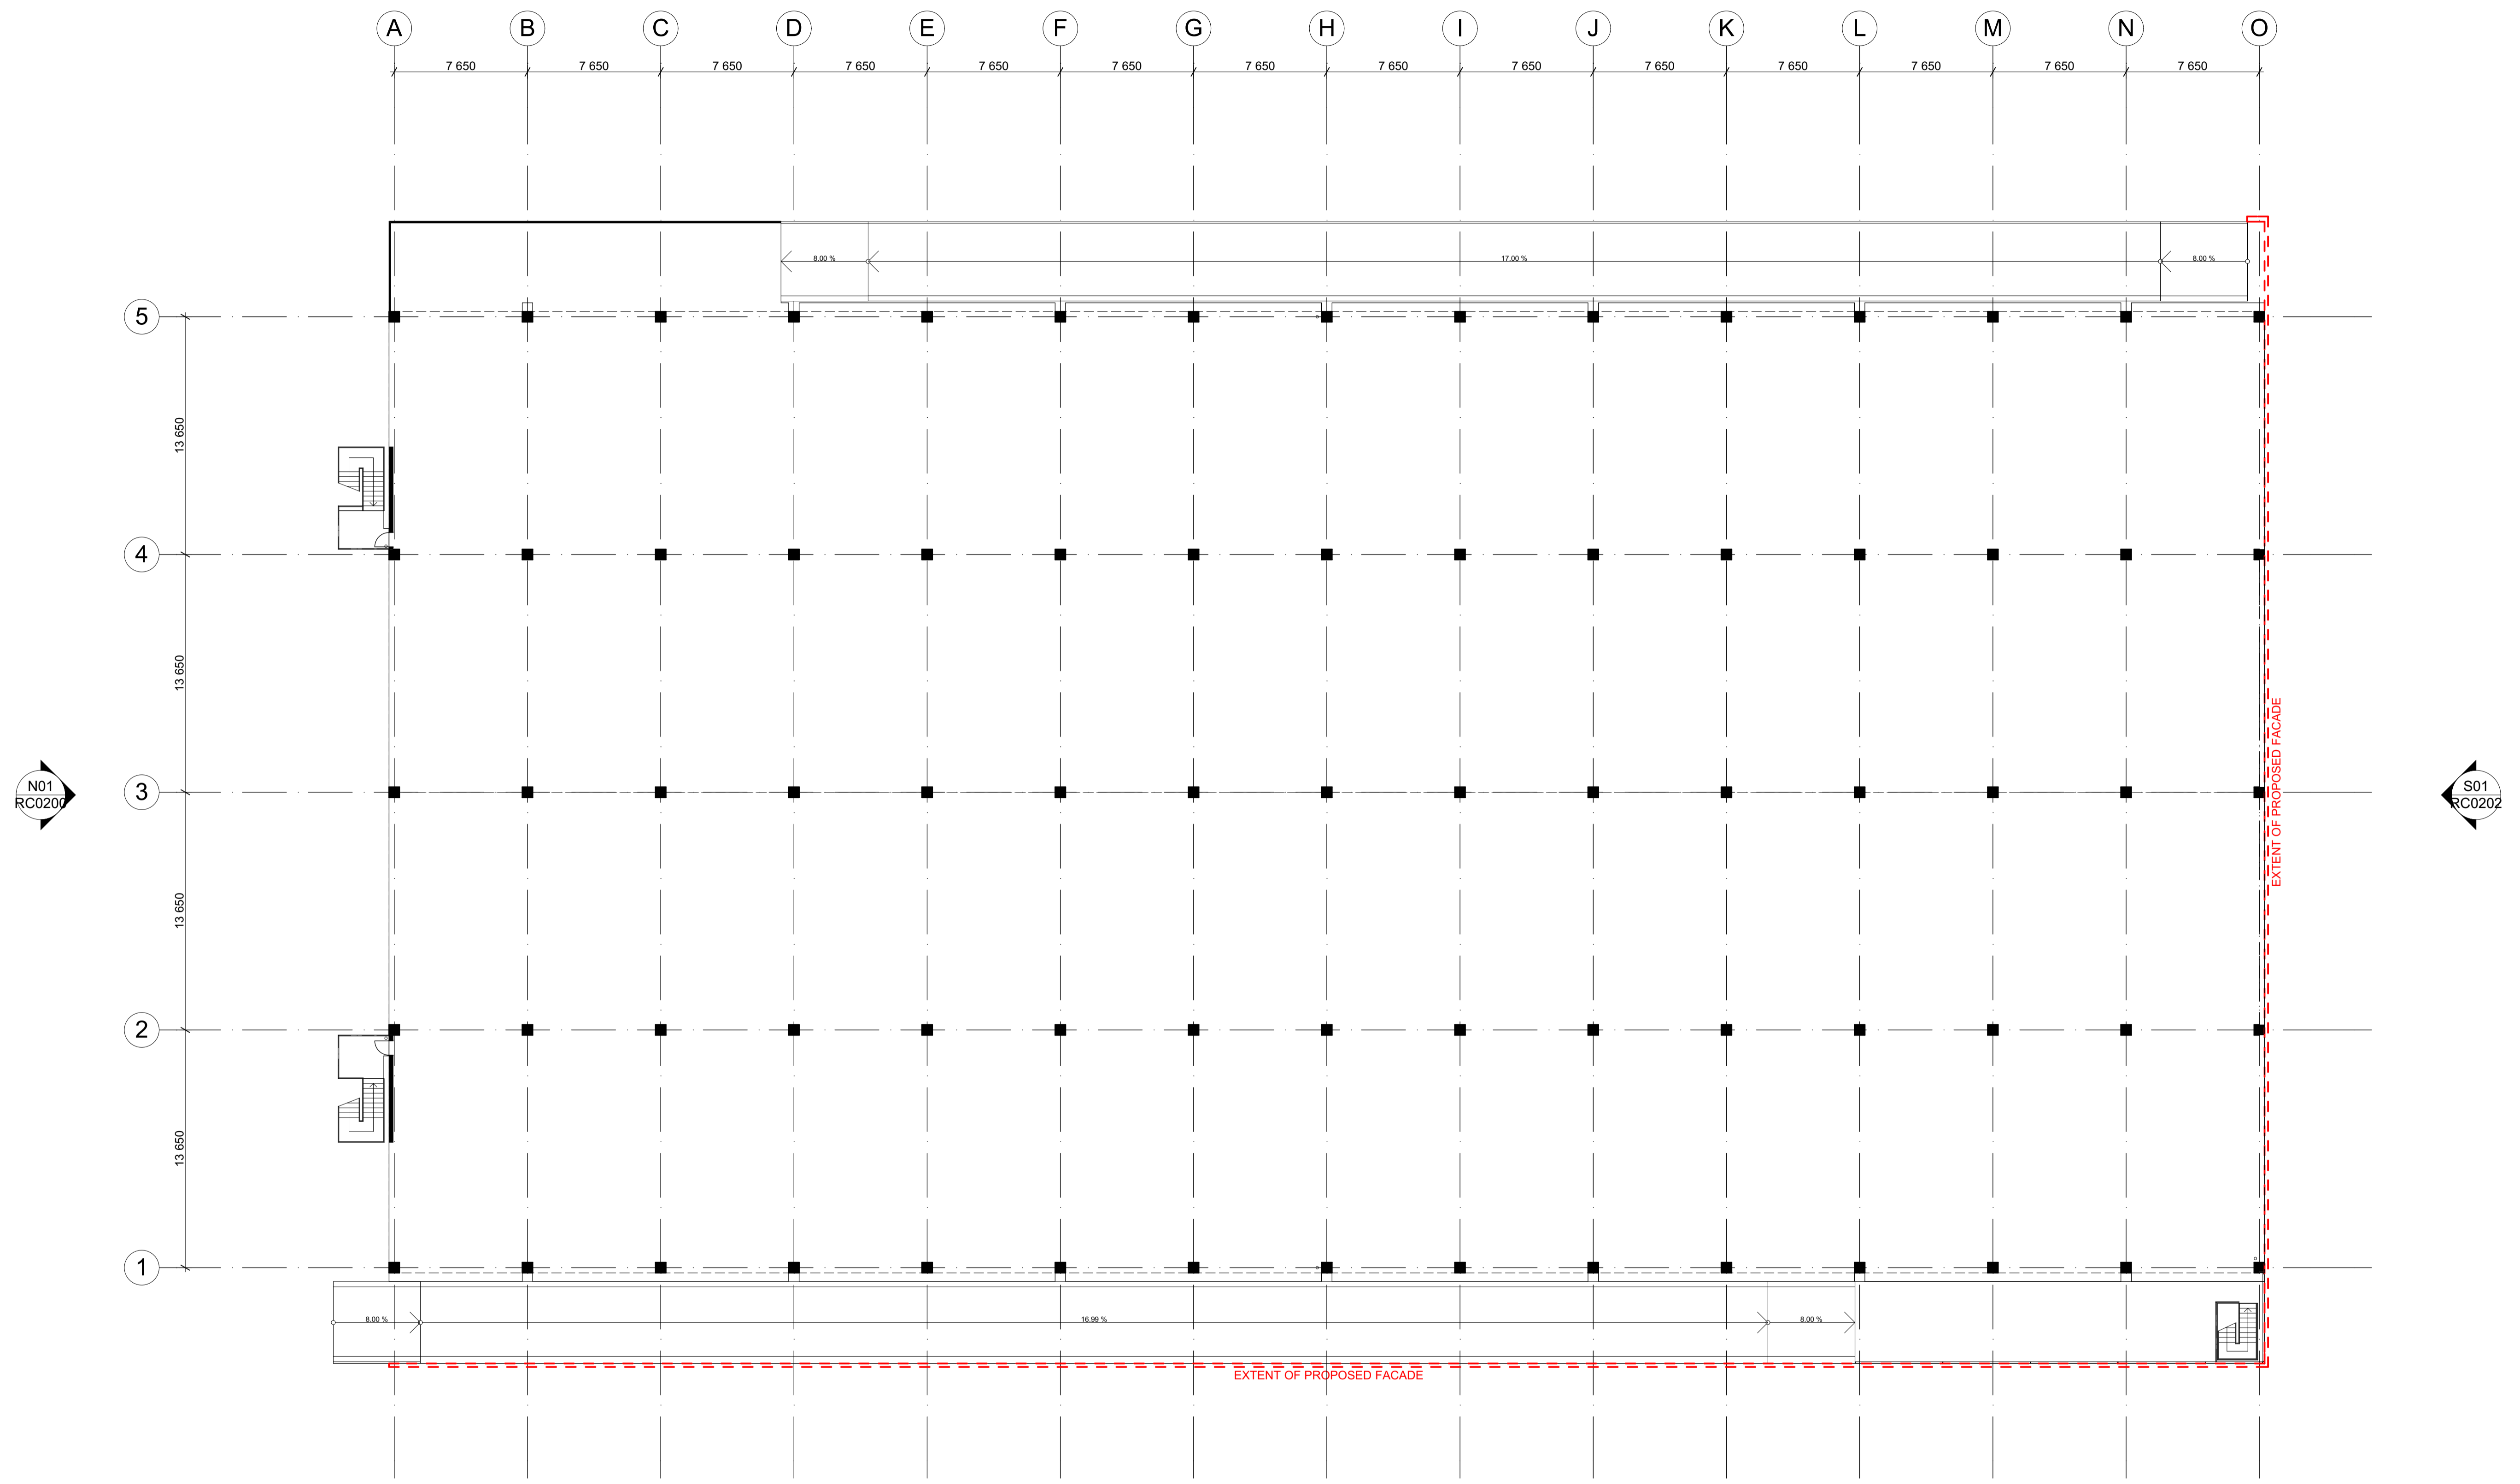 A B C D E F G H I J K L M N O
7 650 7 650 7 650 7 650 7 650 7 650 7 650 7 650 7 650 7 650 7 650 7 650 7 650 7 650
8.00 % 17.00 % 8.00 %
5
13 650
4
13 650
EXTENT OF PROPOSED FACADE
N01
RC0200
3
S01
RC0202
13 650
2
13 650
1
8.00 % 16.99 % 8.00 %
EXTENT OF PROPOSED FACADE